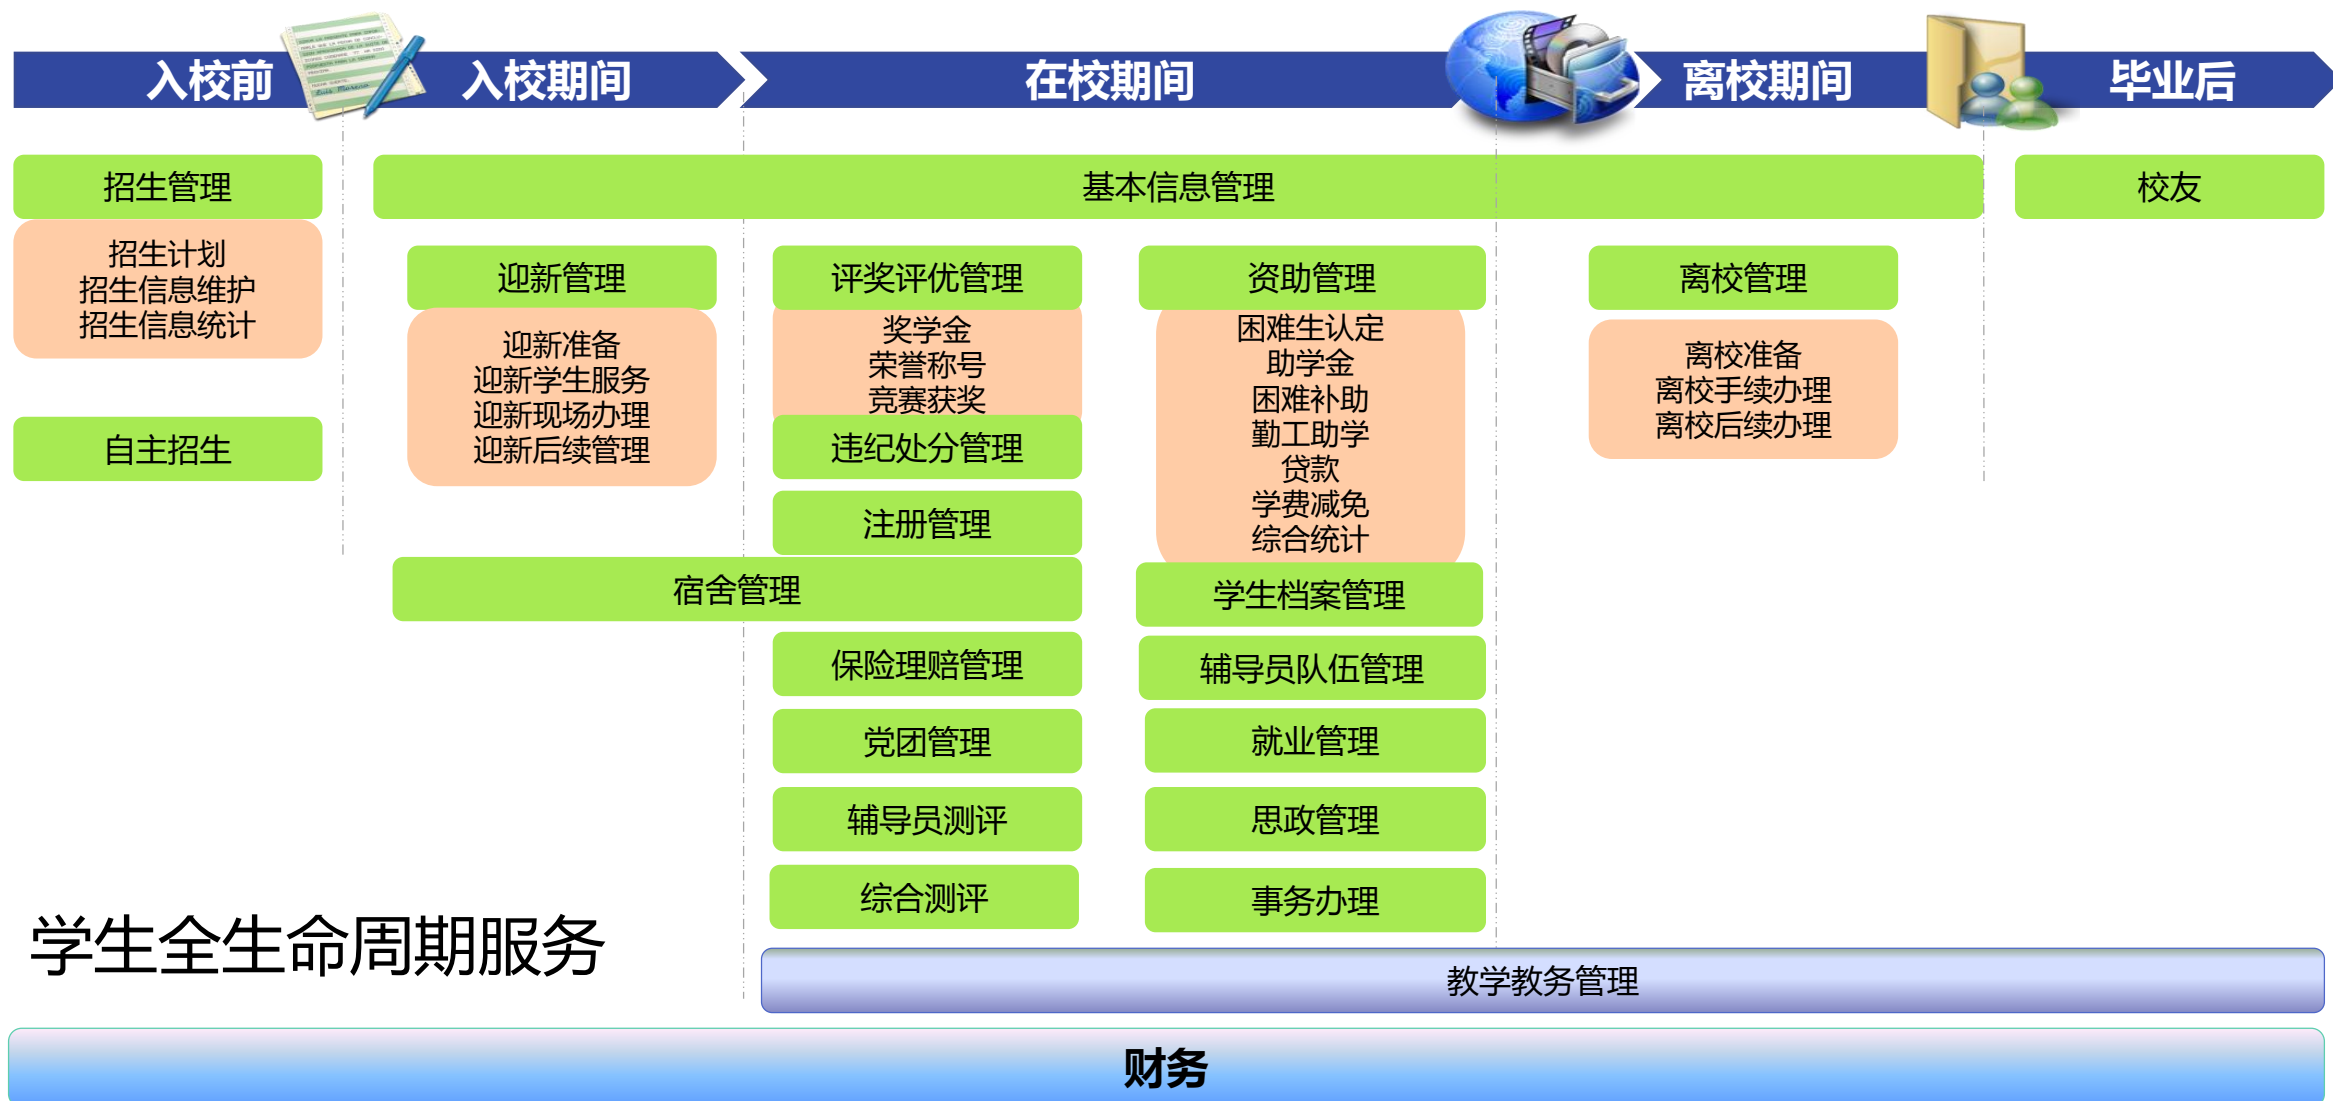 入校前
入校期间
在校期间
离校期间
毕业后
招生管理
基本信息管理
校友
招生计划
招生信息维护
招生信息统计
自主招生
迎新管理
迎新准备
迎新学生服务
迎新现场办理
迎新后续管理
评奖评优管理
奖学金
荣誉称号
竞赛获奖
违纪处分管理
注册管理
宿舍管理
保险理赔管理
党团管理
辅导员测评
综合测评
资助管理
困难生认定
助学金
困难补助
勤工助学
贷款
学费减免
综合统计
学生档案管理
辅导员队伍管理
就业管理
思政管理
事务办理
离校管理
离校准备
离校手续办理
离校后续办理
学生全生命周期服务
教学教务管理
财务